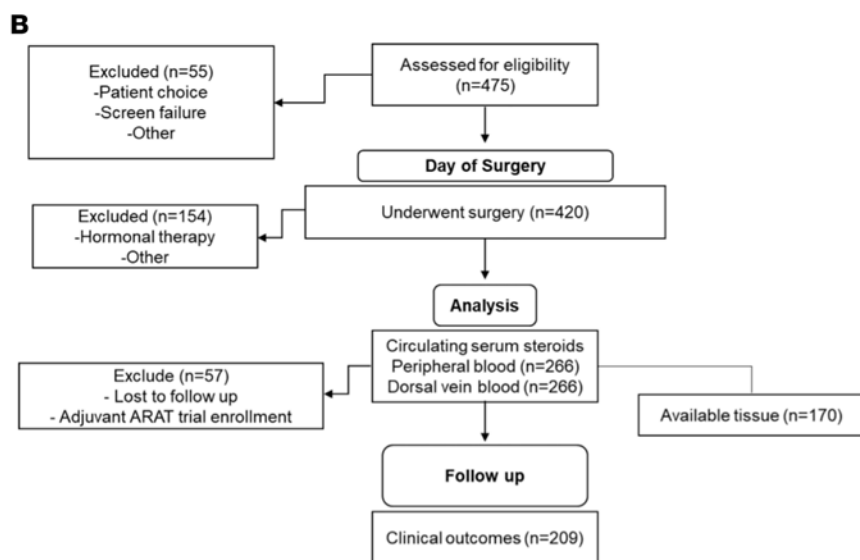 B
Assessed for eligibility
(n=475)
Excluded (n=55)
-Patient choice
-Screen failure
-Other
Day of Surgery
Underwent surgery (n=420)
Excluded (n=154)
-Hormonal therapy
-Other
Analysis
Circulating serum steroids
Peripheral blood (n=266)
Dorsal vein blood (n=266)
Exclude (n=57)
- Lost to follow up
- Adjuvant ARAT trial enrollment
Available tissue (n=170)
Follow up
Clinical outcomes (n=209)